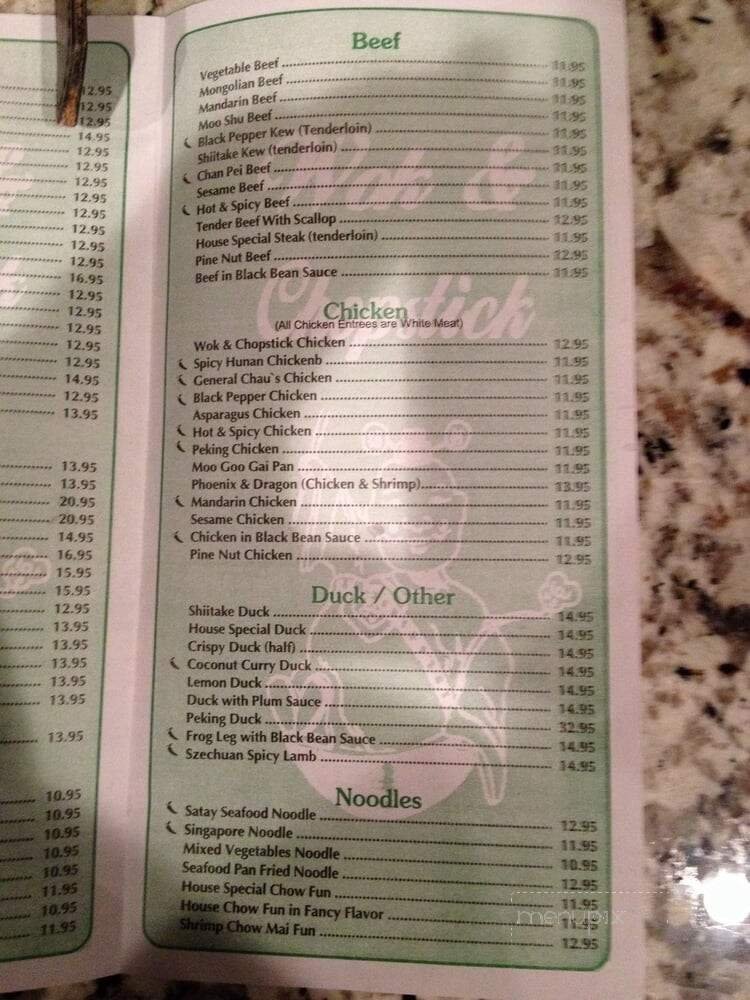 12.95
12.95
12.95
14.95
12.95
12.95
12.95
12.95
12.95
12.95
12.95
12.95
16.95
12.95
12.95
12.95
12.95
12.95
14.95
12.95
13.95
13.95
13.95
20.95
20.95
14.95
16.95
15.95
15.95
12.95
13.95
13.95
13.95
13.95
13.95
13.95
10.95
10.95
10.95
10.95
10.95
11.95
10.95
11.95
Beef
Vegetable Beef 11.95
Mongolian Beef 11.95
Mandarin Beef 11.95
Moo Shu Beef 11.95
Black Pepper Kew (Tenderloin) 11.95
Shiitake Kew (tenderloin) 11.95
Chan Pei Beef 11.95
Sesame Beef 11.95
Hot & Spicy Beef 11.95
Tender Beef With Scallop 12.95
House Special Steak (tenderloin) 11.95
Pine Nut Beef 12.95
Beef in Black Bean Sauce 11.95
Chopstick
Chicken
(All Chicken Entrees are White Meat)
Wok & Chopstick Chicken 12.95
Spicy Hunan Chickenb 11.95
General Chau`s Chicken 11.95
Black Pepper Chicken 11.95
Asparagus Chicken 11.95
Hot & Spicy Chicken 11.95
Peking Chicken 11.95
Moo Goo Gai Pan 11.95
Phoenix & Dragon (Chicken & Shrimp) 13.95
Mandarin Chicken 11.95
Sesame Chicken 11.95
Chicken in Black Bean Sauce 11.95
Pine Nut Chicken 12.95
Duck / Other
Shiitake Duck 14.95
House Special Duck 14.95
Crispy Duck (half) 14.95
Coconut Curry Duck 14.95
Lemon Duck 14.95
Duck with Plum Sauce 14.95
Peking Duck 32.95
Frog Leg with Black Bean Sauce 14.95
Szechuan Spicy Lamb 14.95
Noodles
Satay Seafood Noodle 12.95
Singapore Noodle 11.95
Mixed Vegetables Noodle 10.95
Seafood Pan Fried Noodle 12.95
House Special Chow Fun 11.95
House Chow Fun in Fancy Flavor 11.95
Shrimp Chow Mai Fun 12.95
menupix